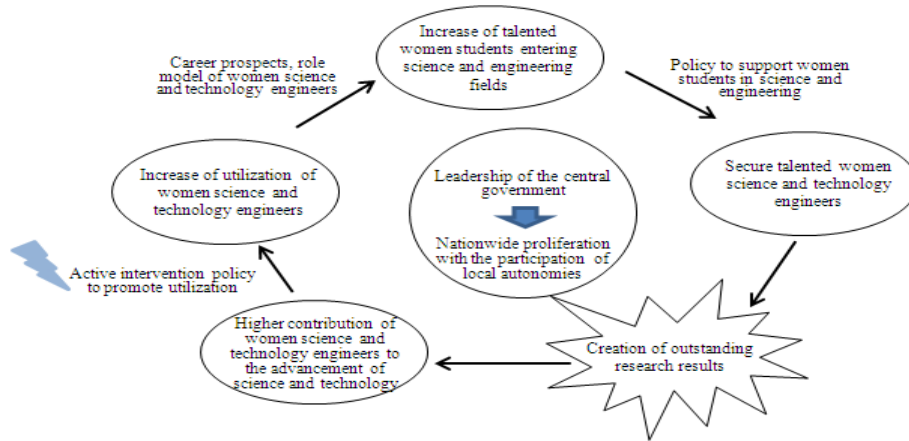 Increase of talented
women students entering
science and engineering
fields
Career prospects, role
model of women science
and technology engineers
Policy to support women
students in science and
engineering
Increase of utilization of
women science and
technology engineers
Leadership of the central
government
Nationwide proliferation
with the participation of
local autonomies
Secure talented women
science and technology
engineers
Active intervention policy
to promote utilization
Higher contribution of
women science and
technology engineers to
the advancement of
science and technology
Creation of outstanding
research results